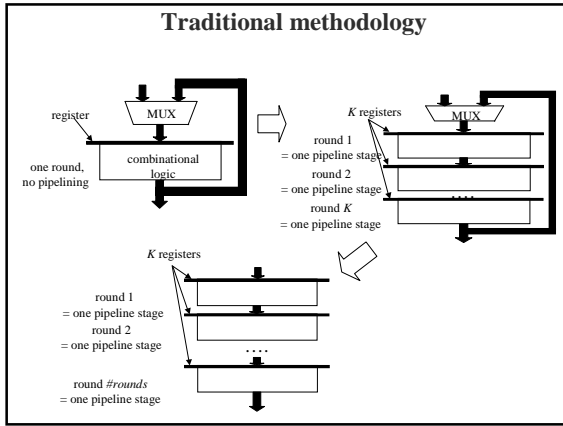 Traditional methodology
MUX
register
combinational
logic
one round,
no pipelining
K registers
MUX
round 1
= one pipeline stage
round 2
= one pipeline stage
....
round K
= one pipeline stage
K registers
round 1
= one pipeline stage
round 2
= one pipeline stage
....
round #rounds
= one pipeline stage